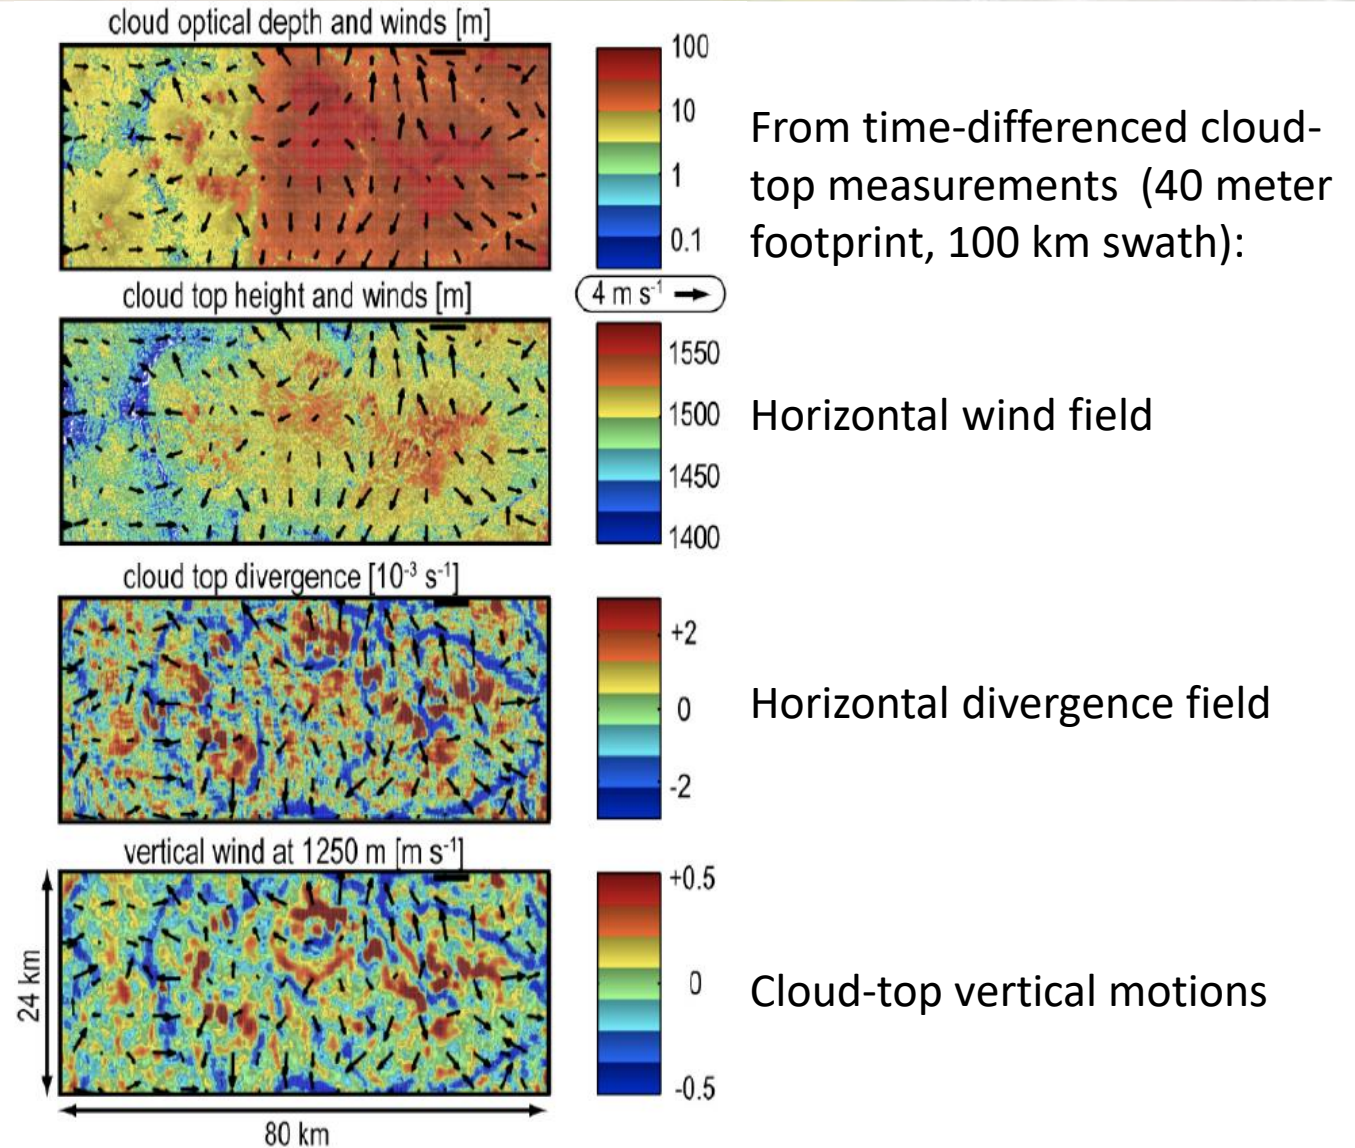 cloud optical depth and winds [m]
100
10
1
0.1
4 m s⁻¹
cloud top height and winds [m]
1550
1500
1450
1400
cloud top divergence [10⁻³ s⁻¹]
+2
0
-2
vertical wind at 1250 m [m s⁻¹]
+0.5
0
-0.5
24 km
80 km
From time-differenced cloud-
top measurements (40 meter
footprint, 100 km swath):
Horizontal wind field
Horizontal divergence field
Cloud-top vertical motions